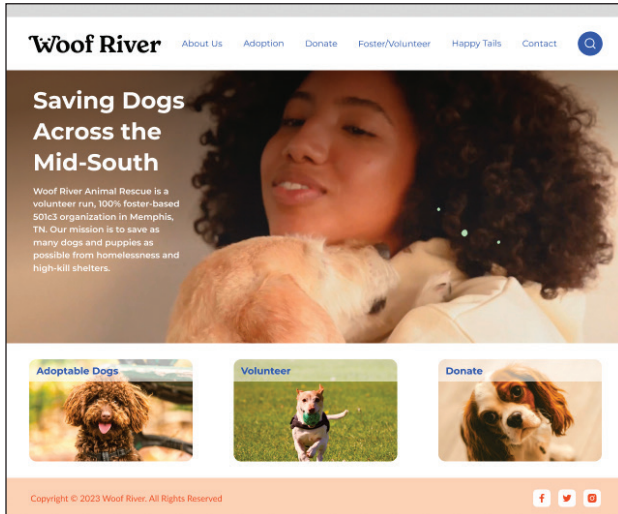 Woof River
About Us
Adoption
Donate
Foster/Volunteer
Happy Tails
Contact
Saving Dogs
Across the
Mid-South
Woof River Animal Rescue is a
volunteer run, 100% foster-based
501c3 organization in Memphis,
TN. Our mission is to save as
many dogs and puppies as
possible from homelessness and
high-kill shelters.
Adoptable Dogs
Volunteer
Donate
Copyright © 2023 Woof River. All Rights Reserved